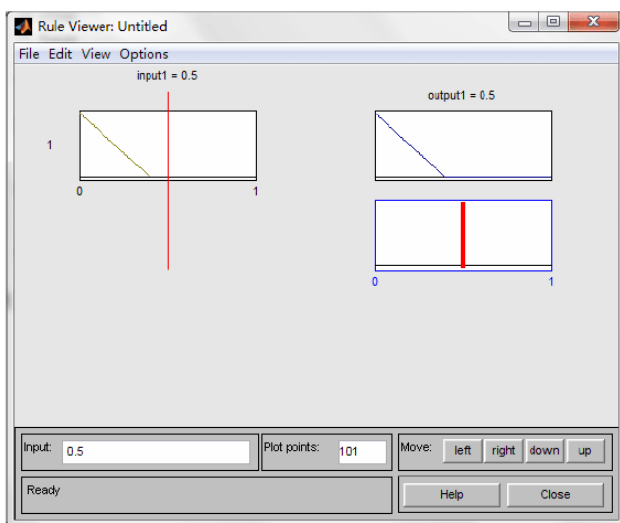 Rule Viewer: Untitled
File Edit View Options
input1 = 0.5
output1 = 0.5
1
0 1
0 1
Input: 0.5 Plot points: 101 Move: left right down up
Ready Help Close